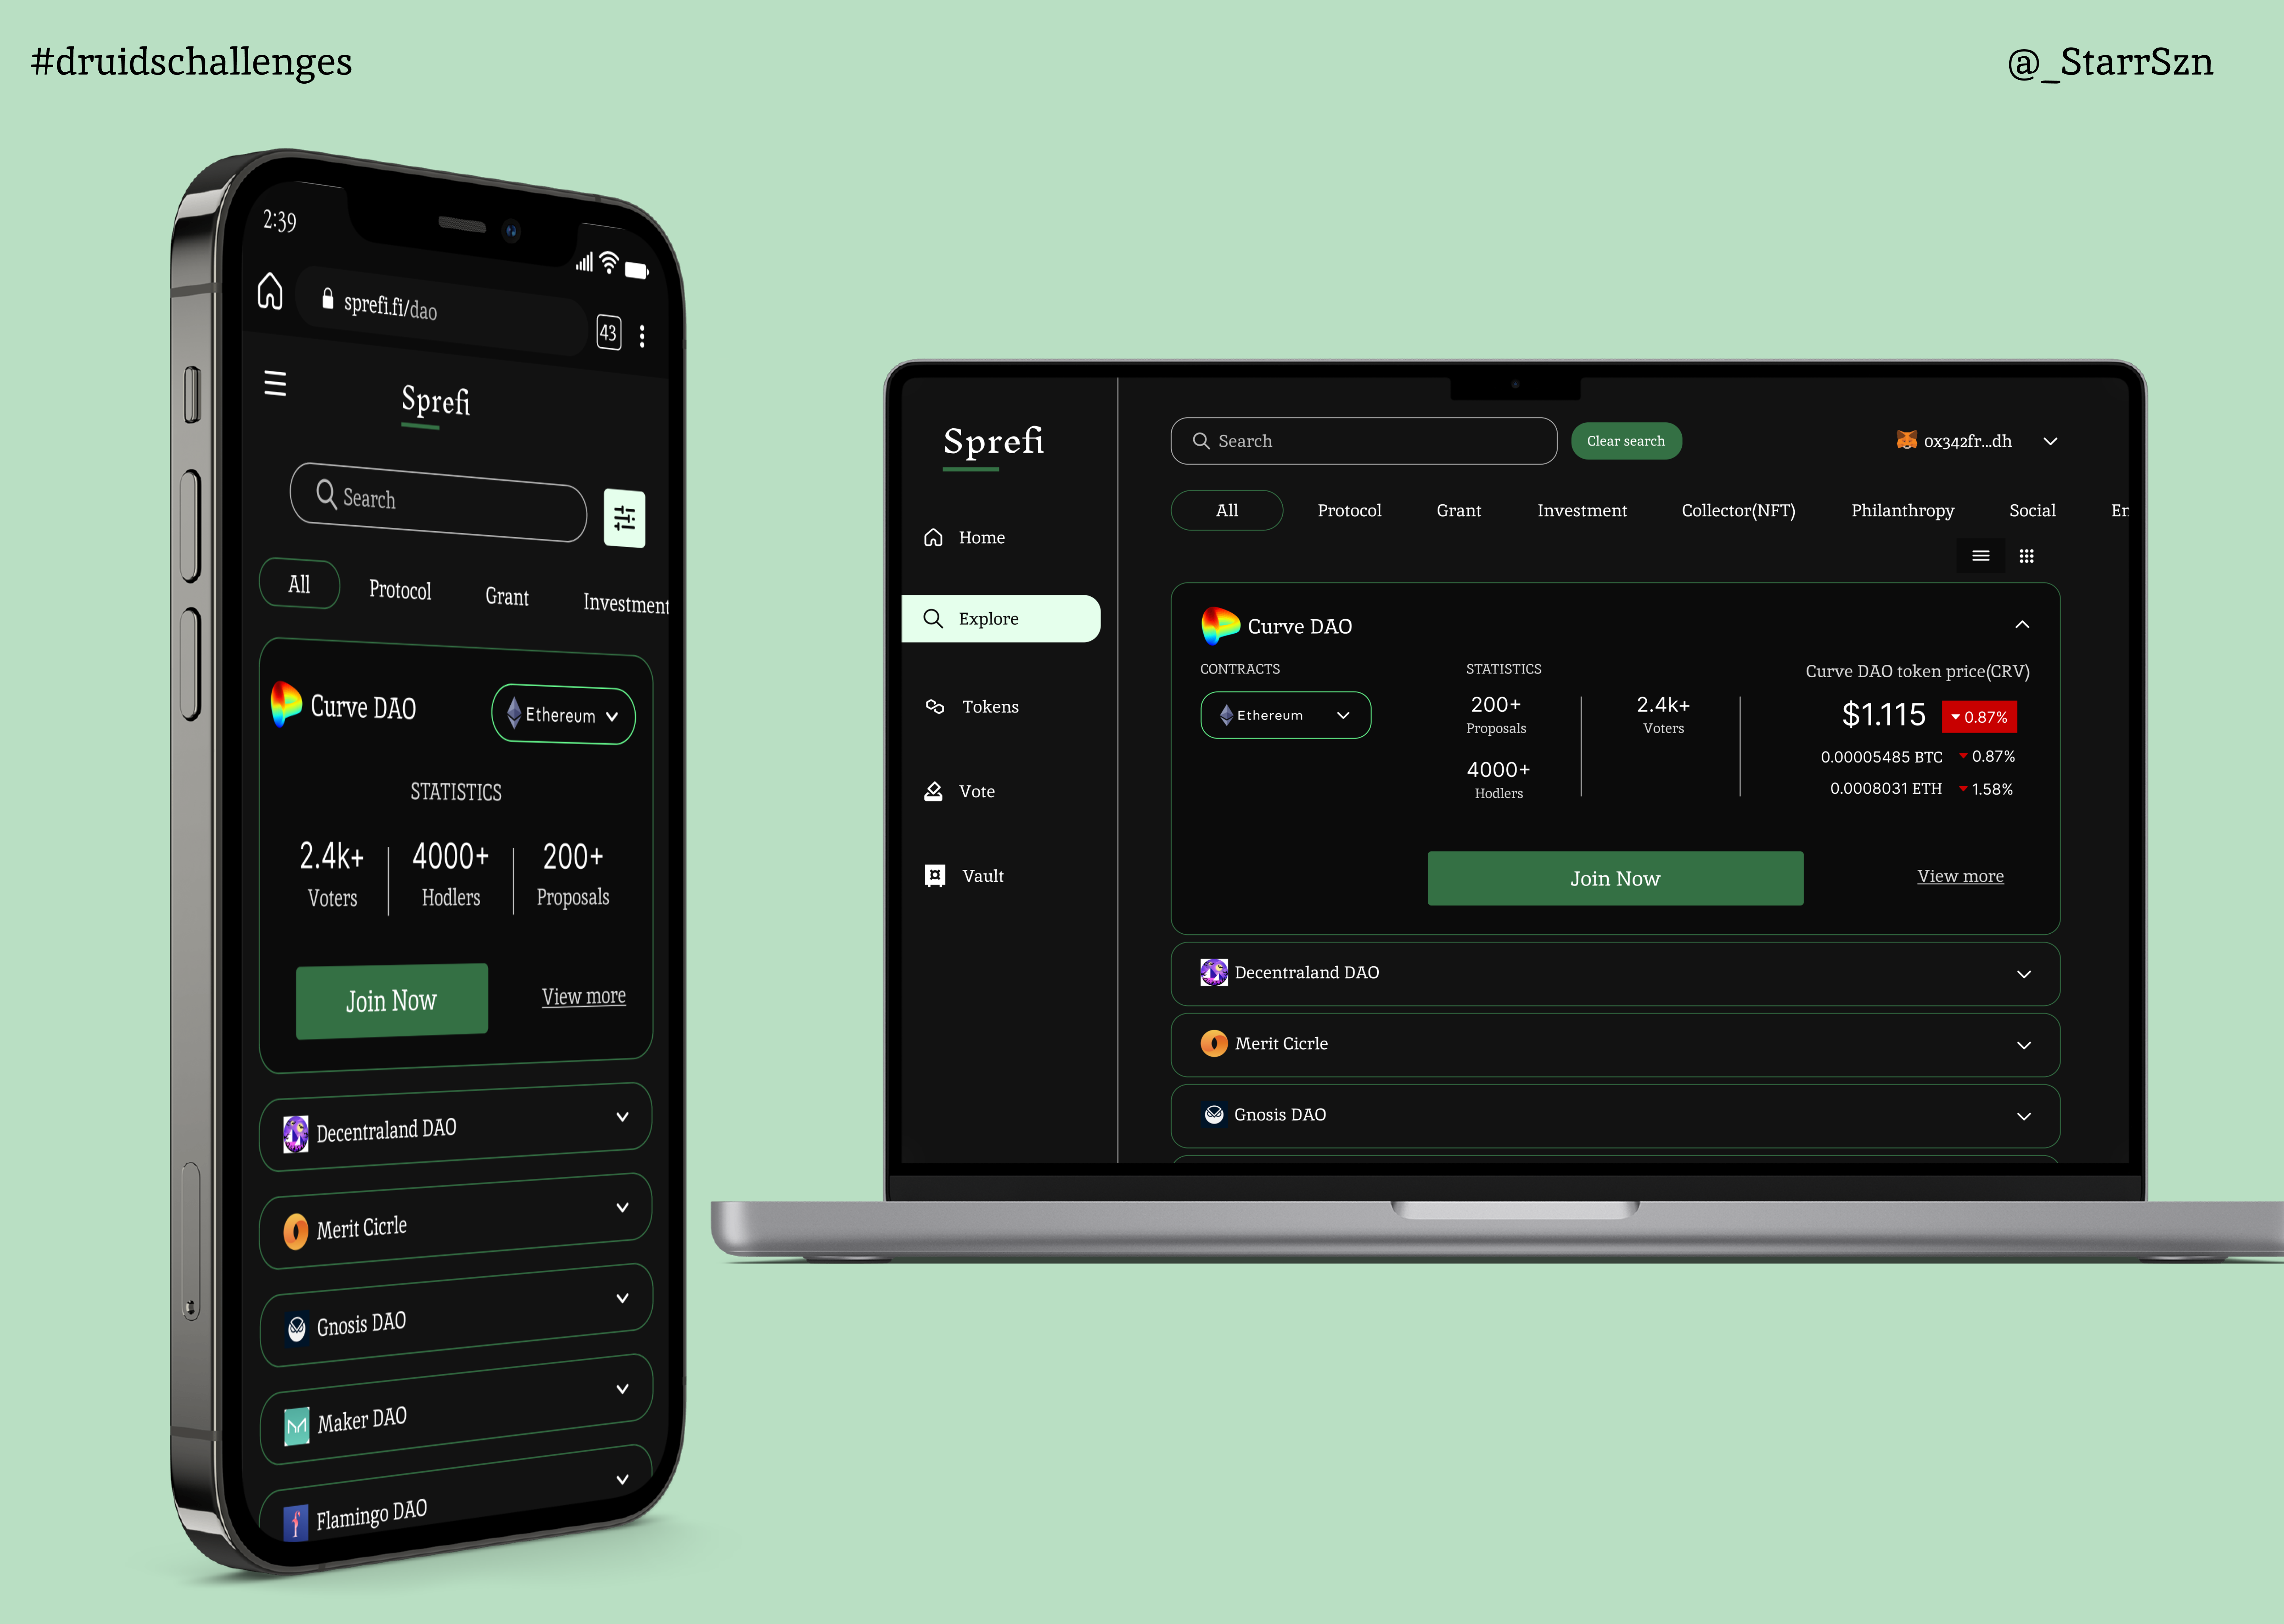 #druidschallenges
@_StarrSzn
2:39
sprefi.fi/dao
43
Sprefi
Search
All Protocol Grant Investment
Curve DAO
Ethereum
STATISTICS
2.4k+ 4000+ 200+
Voters Hodlers Proposals
Join Now
View more
Decentraland DAO
Merit Cicrle
Gnosis DAO
Maker DAO
Flamingo DAO
Sprefi
Home
Explore
Tokens
Vote
Vault
Search
Clear search
0x342fr...dh
All Protocol Grant Investment Collector(NFT) Philanthropy Social En
Curve DAO
CONTRACTS
Ethereum
STATISTICS
200+
Proposals
4000+
Hodlers
2.4k+
Voters
Curve DAO token price(CRV)
$1.115 0.87%
0.00005485 BTC 0.87%
0.0008031 ETH 1.58%
Join Now
View more
Decentraland DAO
Merit Cicrle
Gnosis DAO